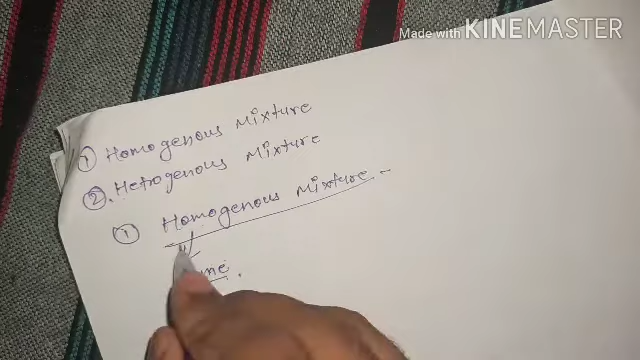 Made with KINEMASTER
① Homogenous Mixture
②. Hetrogenous Mixture
① Homogenous Mixture -